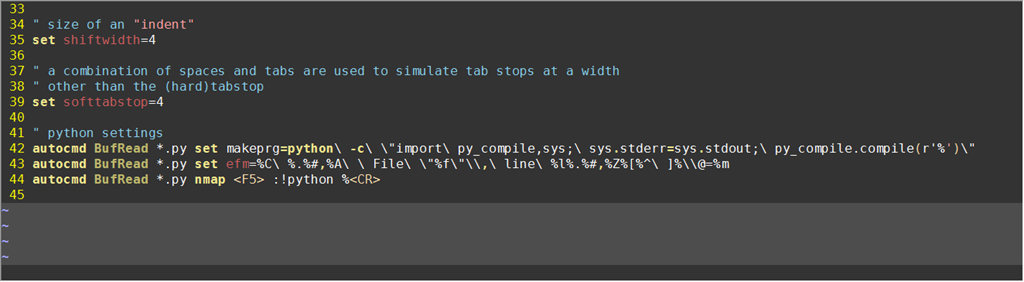 33
34 " size of an "indent"
35 set shiftwidth=4
36
37 " a combination of spaces and tabs are used to simulate tab stops at a width
38 " other than the (hard)tabstop
39 set softtabstop=4
40
41 " python settings
42 autocmd BufRead *.py set makeprg=python\ -c\ \"import\ py_compile,sys;\ sys.stderr=sys.stdout;\ py_compile.compile(r'%')\"
43 autocmd BufRead *.py set efm=%C\ %.%#,%A\ \ File\ \"%f\"\\,\ line\ %l%.%#,%Z%[%^\ ]%\\@=%m
44 autocmd BufRead *.py nmap <F5> :!python %<CR>
45
~
~
~
~